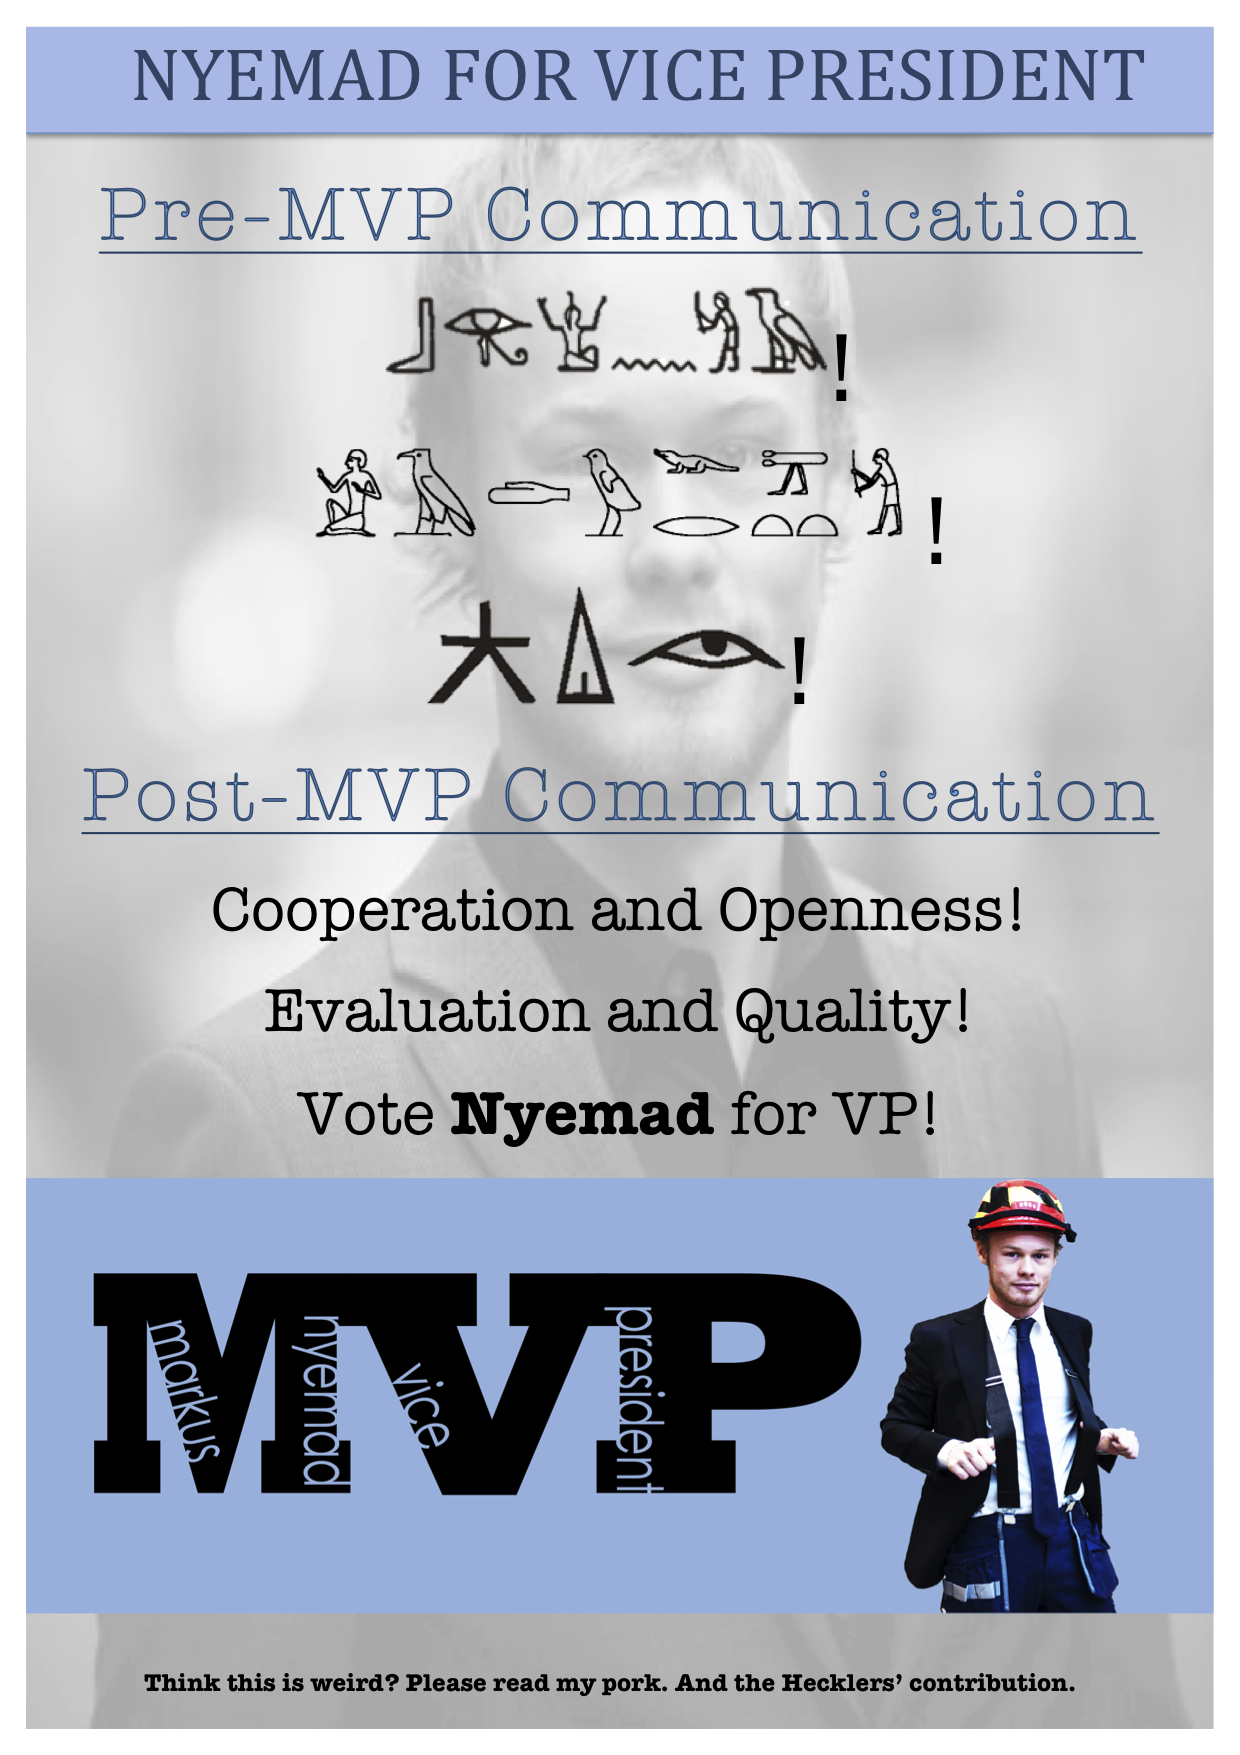 NYEMAD FOR VICE PRESIDENT
Pre-MVP Communication
!
!
!
Post-MVP Communication
Cooperation and Openness!
Evaluation and Quality!
Vote Nyemad for VP!
MVP
markus
nyemad
vice
president
Think this is weird? Please read my pork. And the Hecklers’ contribution.